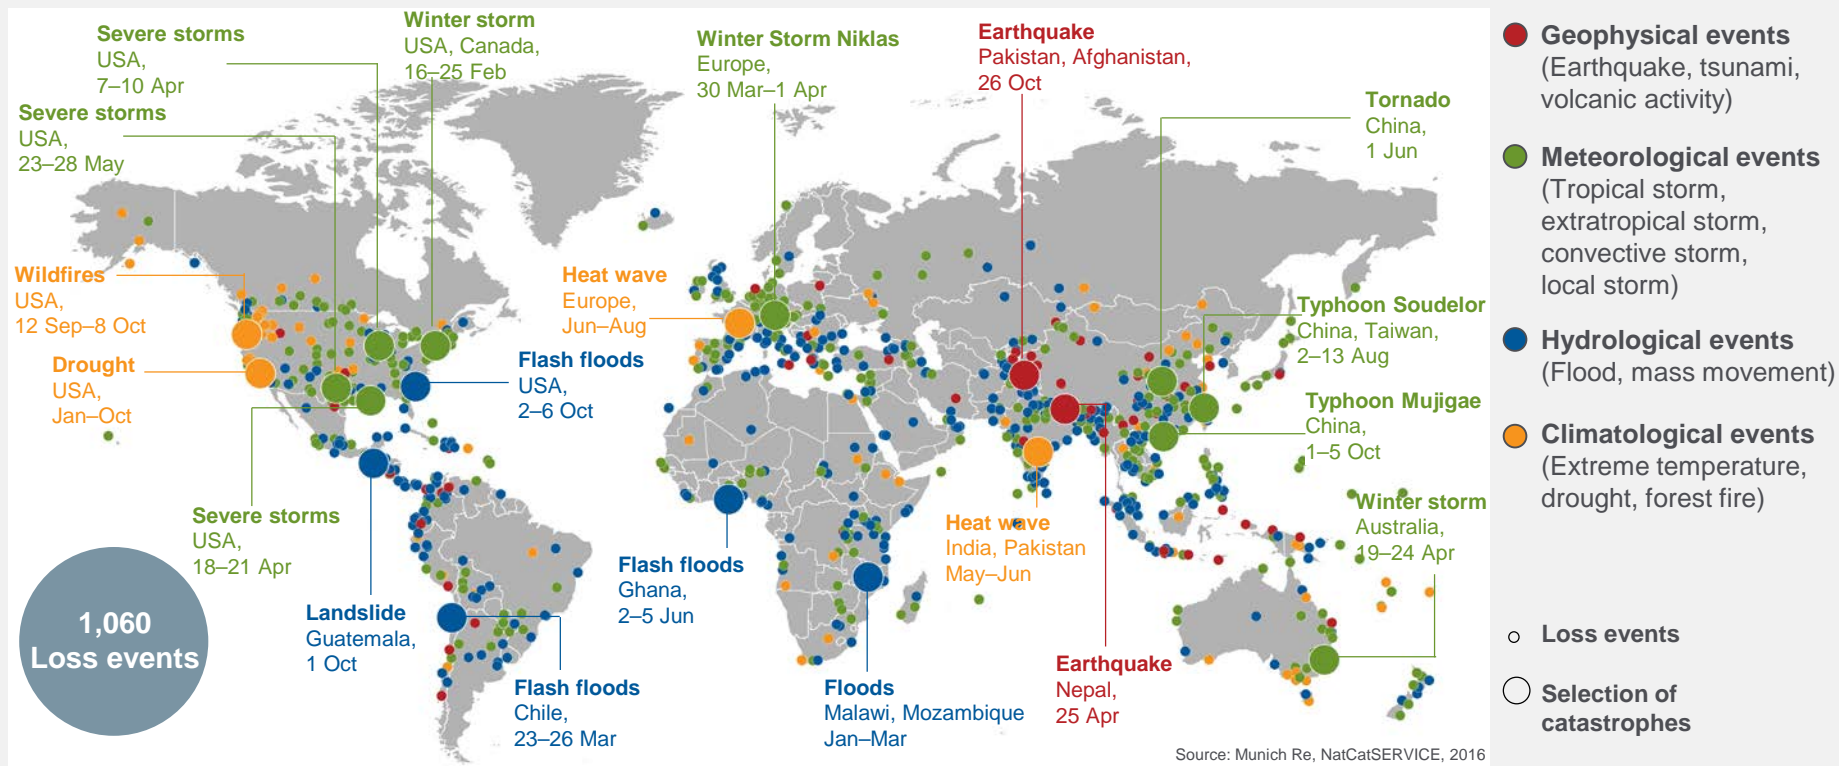 Severe storms
USA,
7–10 Apr
Winter storm
USA, Canada,
16–25 Feb
Winter Storm Niklas
Europe,
30 Mar–1 Apr
Earthquake
Pakistan, Afghanistan,
26 Oct
Tornado
China,
1 Jun
Severe storms
USA,
23–28 May
Wildfires
USA,
12 Sep–8 Oct
Heat wave
Europe,
Jun–Aug
Typhoon Soudelor
China, Taiwan,
2–13 Aug
Drought
USA,
Jan–Oct
Flash floods
USA,
2–6 Oct
Typhoon Mujigae
China,
1–5 Oct
Severe storms
USA,
18–21 Apr
Winter storm
Australia,
19–24 Apr
Heat wave
India, Pakistan
May–Jun
Flash floods
Ghana,
2–5 Jun
Landslide
Guatemala,
1 Oct
1,060
Loss events
Flash floods
Chile,
23–26 Mar
Floods
Malawi, Mozambique
Jan–Mar
Earthquake
Nepal,
25 Apr
Source: Munich Re, NatCatSERVICE, 2016
Geophysical events
(Earthquake, tsunami,
volcanic activity)
Meteorological events
(Tropical storm,
extratropical storm,
convective storm,
local storm)
Hydrological events
(Flood, mass movement)
Climatological events
(Extreme temperature,
drought, forest fire)
Loss events
Selection of
catastrophes